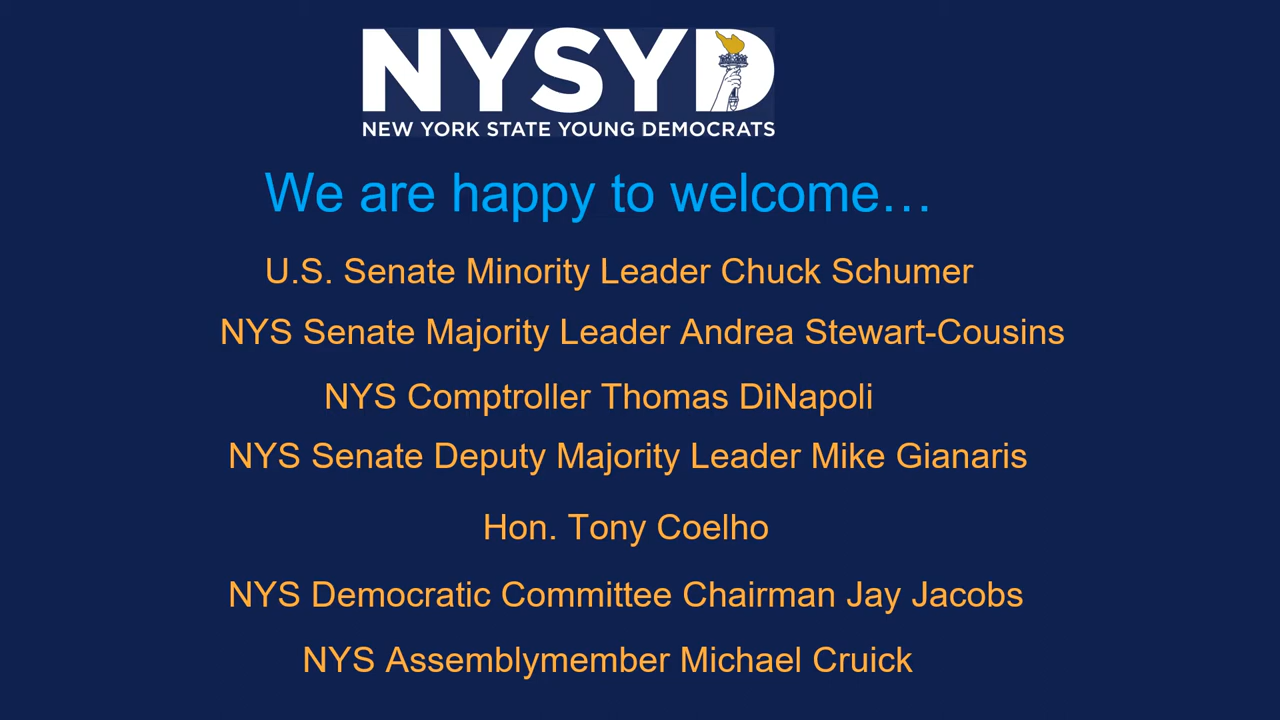 NYSYD
NEW YORK STATE YOUNG DEMOCRATS
We are happy to welcome…
U.S. Senate Minority Leader Chuck Schumer
NYS Senate Majority Leader Andrea Stewart-Cousins
NYS Comptroller Thomas DiNapoli
NYS Senate Deputy Majority Leader Mike Gianaris
Hon. Tony Coelho
NYS Democratic Committee Chairman Jay Jacobs
NYS Assemblymember Michael Cruick